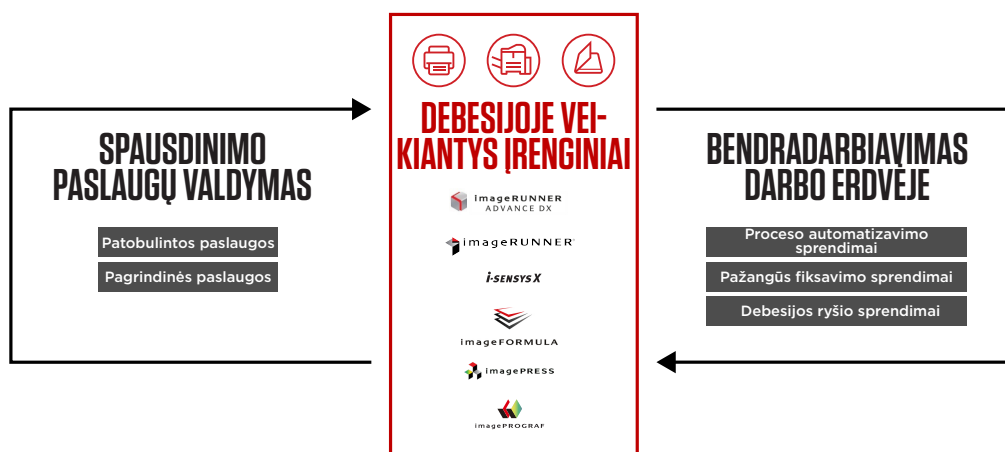 SPAUSDINIMO
PASLAUGŲ VALDYMAS
Patobulintos paslaugos
Pagrindinės paslaugos
DEBESIJOJE VEI-
KIANTYS ĮRENGINIAI
imageRUNNER
ADVANCE DX
imageRUNNER
i-SENSYS X
imageFORMULA
imagePRESS
imagePROGRAF
BENDRADARBIAVIMAS
DARBO ERDVĖJE
Proceso automatizavimo
sprendimai
Pažangūs fiksavimo sprendimai
Debesijos ryšio sprendimai